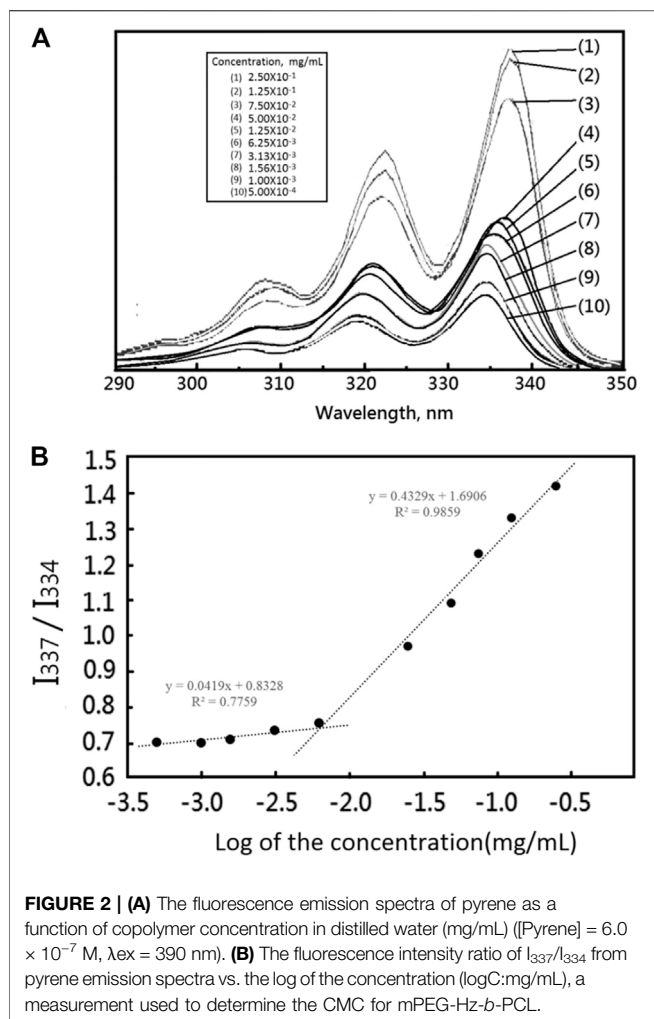 A
Concentration, mg/mL
(1) 2.50X10⁻¹
(2) 1.25X10⁻¹
(3) 7.50X10⁻²
(4) 5.00X10⁻²
(5) 1.25X10⁻²
(6) 6.25X10⁻³
(7) 3.13X10⁻³
(8) 1.56X10⁻³
(9) 1.00X10⁻³
(10) 5.00X10⁻⁴
(1)
(2)
(3)
(4)
(5)
(6)
(7)
(8)
(9)
(10)
290 300 310 320 330 340 350
Wavelength, nm
B
I₃₃₇ / I₃₃₄
1.5
1.4
1.3
1.2
1.1
1.0
0.9
0.8
0.7
0.6
y = 0.4329x + 1.6906
R² = 0.9859
y = 0.0419x + 0.8328
R² = 0.7759
-3.5 -3.0 -2.5 -2.0 -1.5 -1.0 -0.5
Log of the concentration(mg/mL)
FIGURE 2 | (A) The fluorescence emission spectra of pyrene as a
function of copolymer concentration in distilled water (mg/mL) ([Pyrene] = 6.0
× 10⁻⁷ M, λex = 390 nm). (B) The fluorescence intensity ratio of I₃₃₇/I₃₃₄ from
pyrene emission spectra vs. the log of the concentration (logC:mg/mL), a
measurement used to determine the CMC for mPEG-Hz-b-PCL.